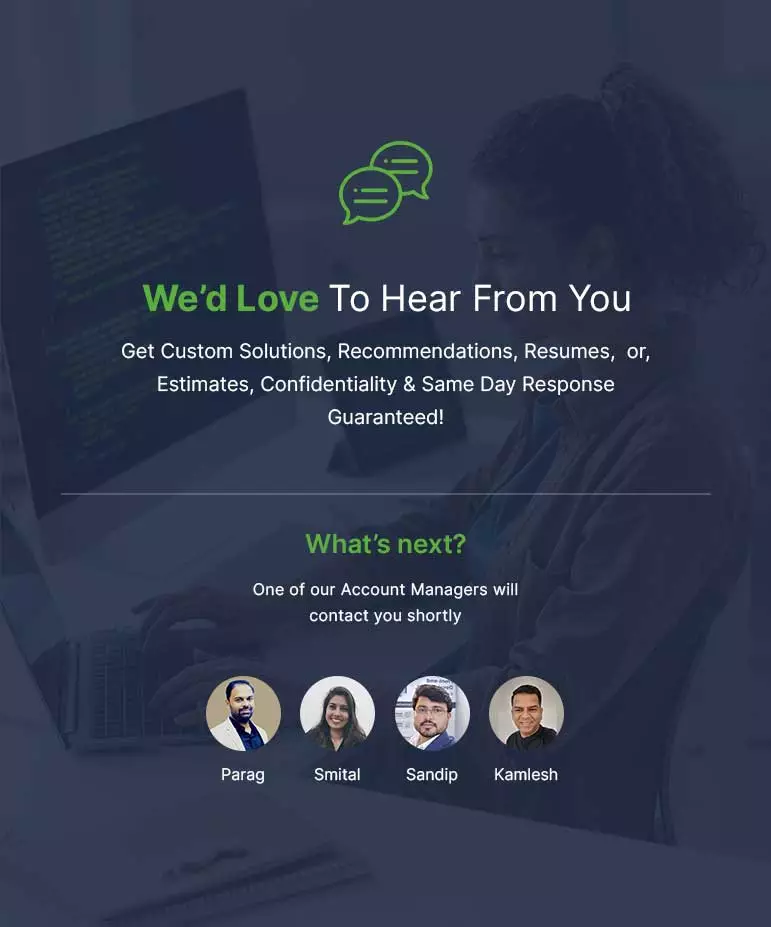 We’d Love To Hear From You
Get Custom Solutions, Recommendations, Resumes,  or,
Estimates, Confidentiality & Same Day Response
Guaranteed!
What’s next?
One of our Account Managers will
contact you shortly
Parag
Smital
Sandip
Kamlesh